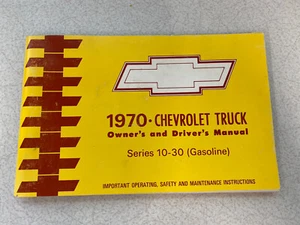 1970 • CHEVROLET TRUCK
Owner's and Driver's Manual
Series 10-30 (Gasoline)
IMPORTANT OPERATING, SAFETY AND MAINTENANCE INSTRUCTIONS